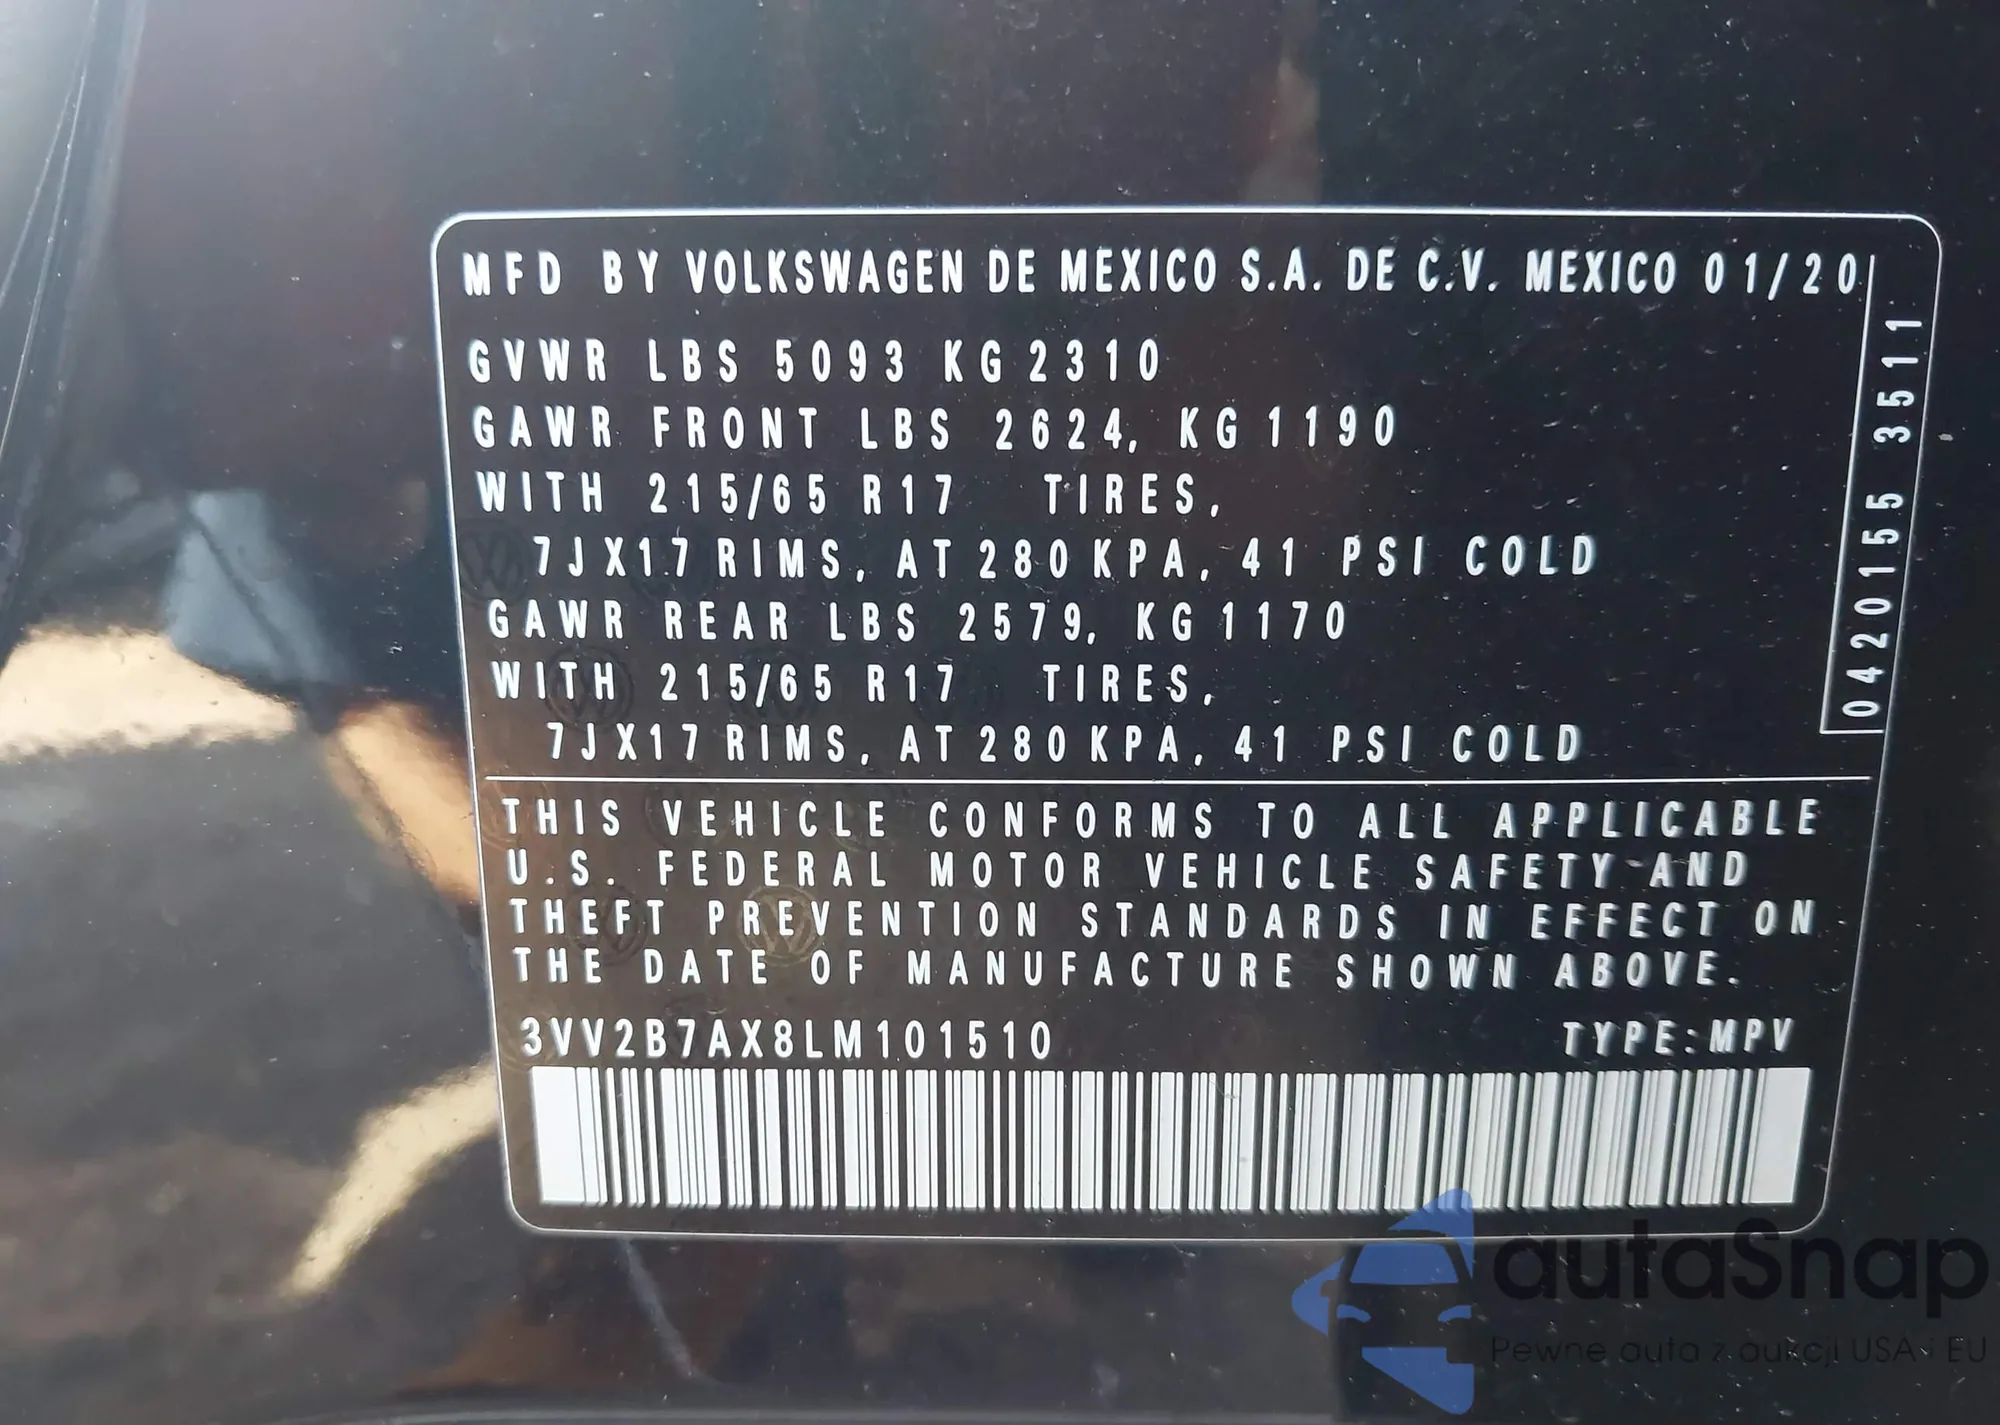 MFD BY VOLKSWAGEN DE MEXICO S.A. DE C.V. MEXICO 01/20
GVWR LBS 5093 KG 2310
GAWR FRONT LBS 2624, KG 1190
WITH 215/65 R17 TIRES,
7JX17 RIMS, AT 280 KPA, 41 PSI COLD
GAWR REAR LBS 2579, KG 1170
WITH 215/65 R17 TIRES,
7JX17 RIMS, AT 280 KPA, 41 PSI COLD
0420155 3511
THIS VEHICLE CONFORMS TO ALL APPLICABLE
U.S. FEDERAL MOTOR VEHICLE SAFETY AND
THEFT PREVENTION STANDARDS IN EFFECT ON
THE DATE OF MANUFACTURE SHOWN ABOVE.
3VV2B7AX8LM101510 TYPE:MPV
autaSnap
Pewne auta z aukcji USA i EU